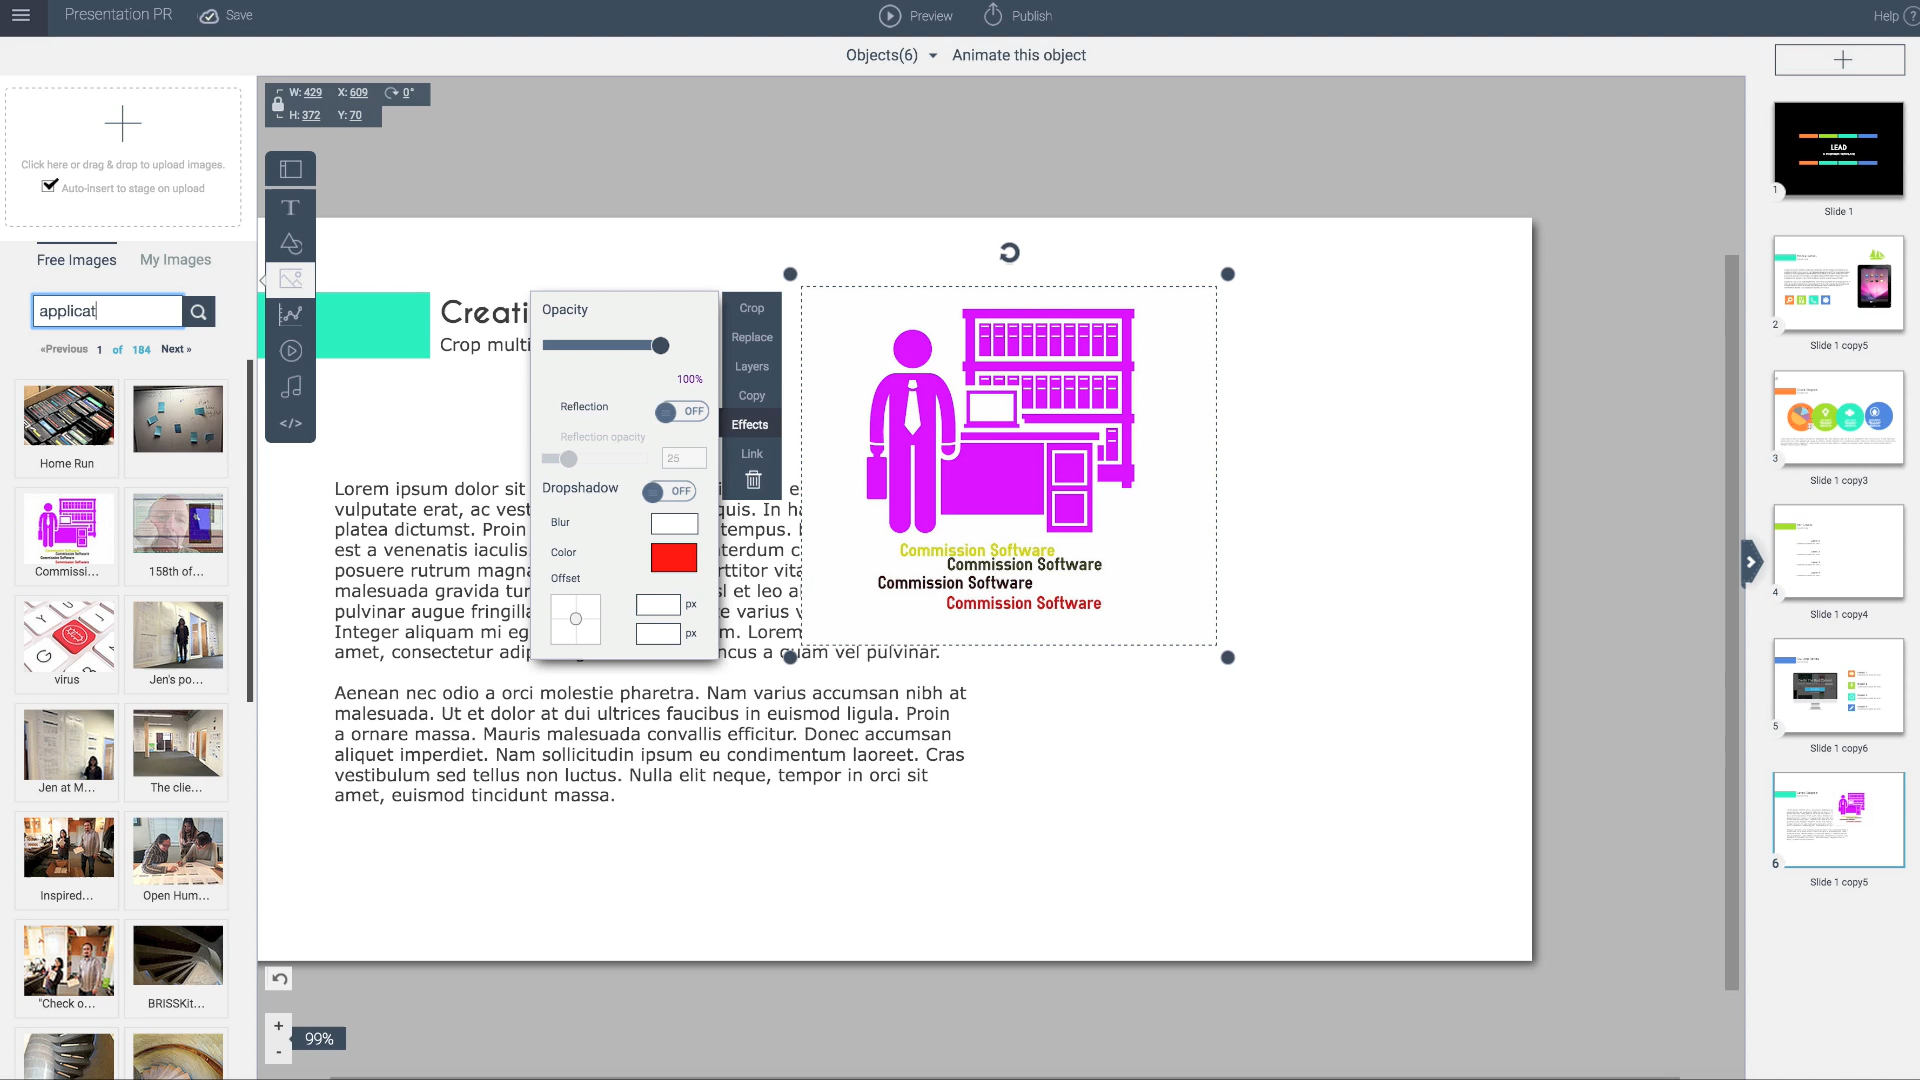 Presentation PR
Save
Preview
Publish
Help ?
Objects(6)
Animate this object
W: 429 X: 609 0°
H: 372 Y: 70
Click here or drag & drop to upload images.
Auto-insert to stage on upload
Free Images
My Images
applicat
«Previous 1 of 184 Next »
Home Run
Commissi...
158th of...
virus
Jen's po...
Jen at M...
The clie...
Inspired...
Open Hum...
"Check o...
BRISSKit...
T
</>
Creati
Crop multi
Opacity
100%
Reflection
OFF
Reflection opacity
25
Dropshadow
OFF
Blur
Color
Offset
px
px
Crop
Replace
Layers
Copy
Effects
Link
Commission Software
Commission Software
Commission Software
Commission Software
Lorem ipsum dolor sit
vulputate erat, ac vest quis. In ha
platea dictumst. Proin tempus.
est a venenatis iaculis terdum c
posuere rutrum magna rttitor vita
malesuada gravida tur sl et leo a
pulvinar augue fringilla e varius v
Integer aliquam mi eg m. Lorem
amet, consectetur adip ncus a quam vel pulvinar.
Aenean nec odio a orci molestie pharetra. Nam varius accumsan nibh at
malesuada. Ut et dolor at dui ultrices faucibus in euismod ligula. Proin
a ornare massa. Mauris malesuada convallis efficitur. Donec accumsan
aliquet imperdiet. Nam sollicitudin ipsum eu condimentum laoreet. Cras
vestibulum sed tellus non luctus. Nulla elit neque, tempor in orci sit
amet, euismod tincidunt massa.
+
-
99%
LEAD
1
Slide 1
2
Slide 1 copy5
3
Slide 1 copy3
4
Slide 1 copy4
5
Slide 1 copy6
6
Slide 1 copy5